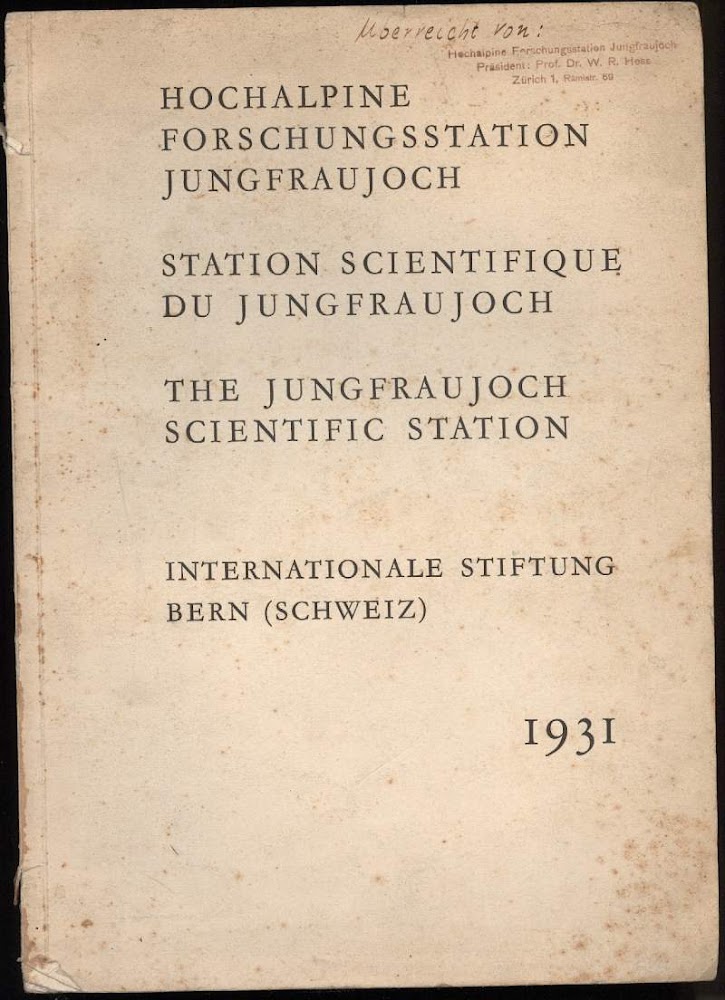 Überreicht von:
Hochalpine Forschungsstation Jungfraujoch
Präsident: Prof. Dr. W. R. Hess
Zürich 1, Rämistr. 69
HOCHALPINE
FORSCHUNGSSTATION
JUNGFRAUJOCH
STATION SCIENTIFIQUE
DU JUNGFRAUJOCH
THE JUNGFRAUJOCH
SCIENTIFIC STATION
INTERNATIONALE STIFTUNG
BERN (SCHWEIZ)
1931